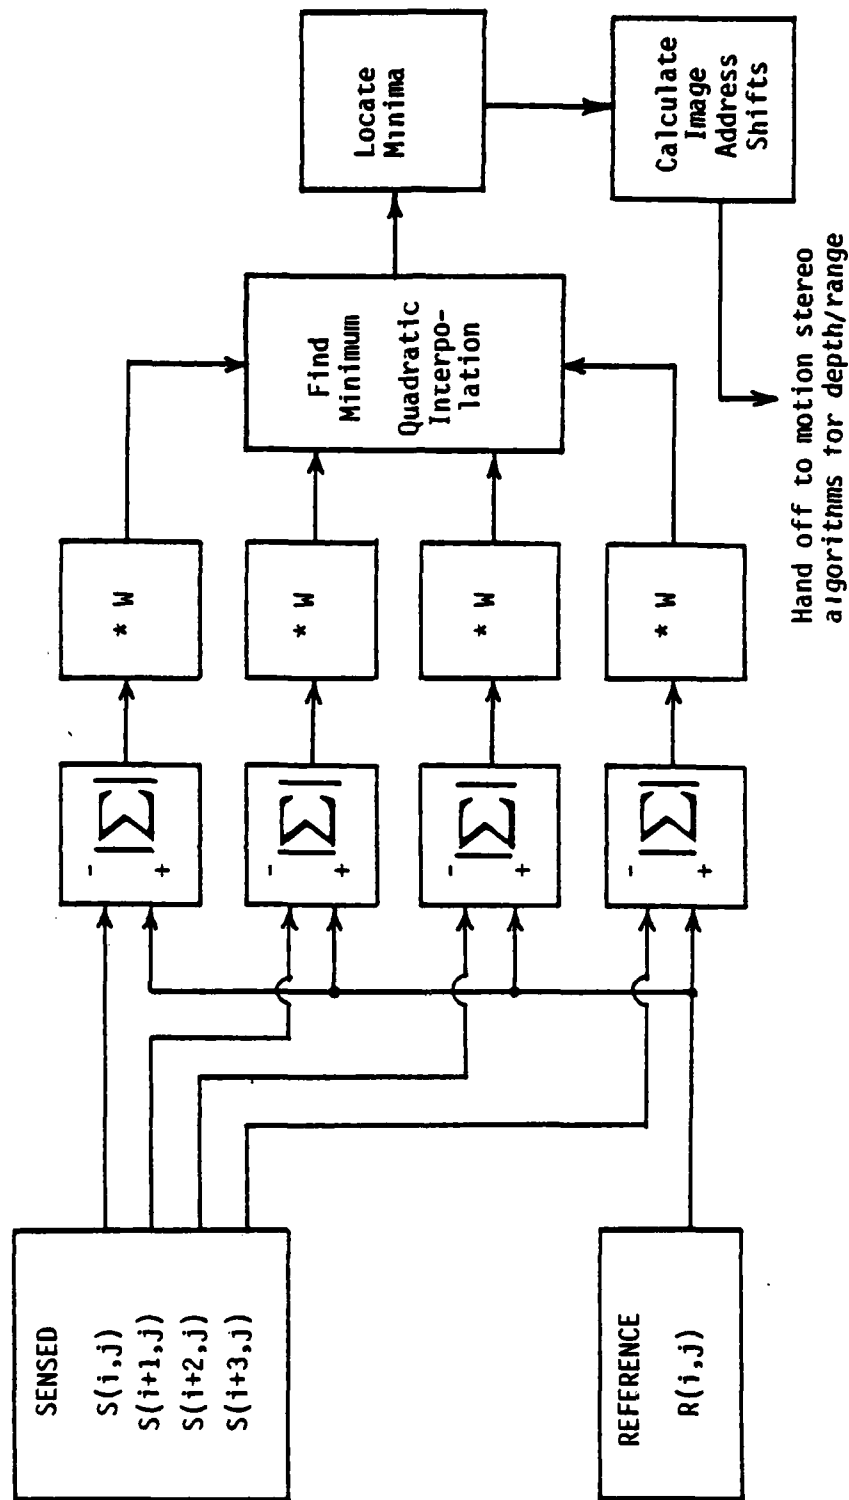 SENSED
S(i,j)
S(i+1,j)
S(i+2,j)
S(i+3,j)
REFERENCE
R(i,j)
-
+
|Σ|
-
+
|Σ|
-
+
|Σ|
-
+
|Σ|
* W
* W
* W
* W
Find
Minimum
Quadratic
Interpo-
lation
Locate
Minima
Calculate
Image
Address
Shifts
Hand off to motion stereo
algorithms for depth/range